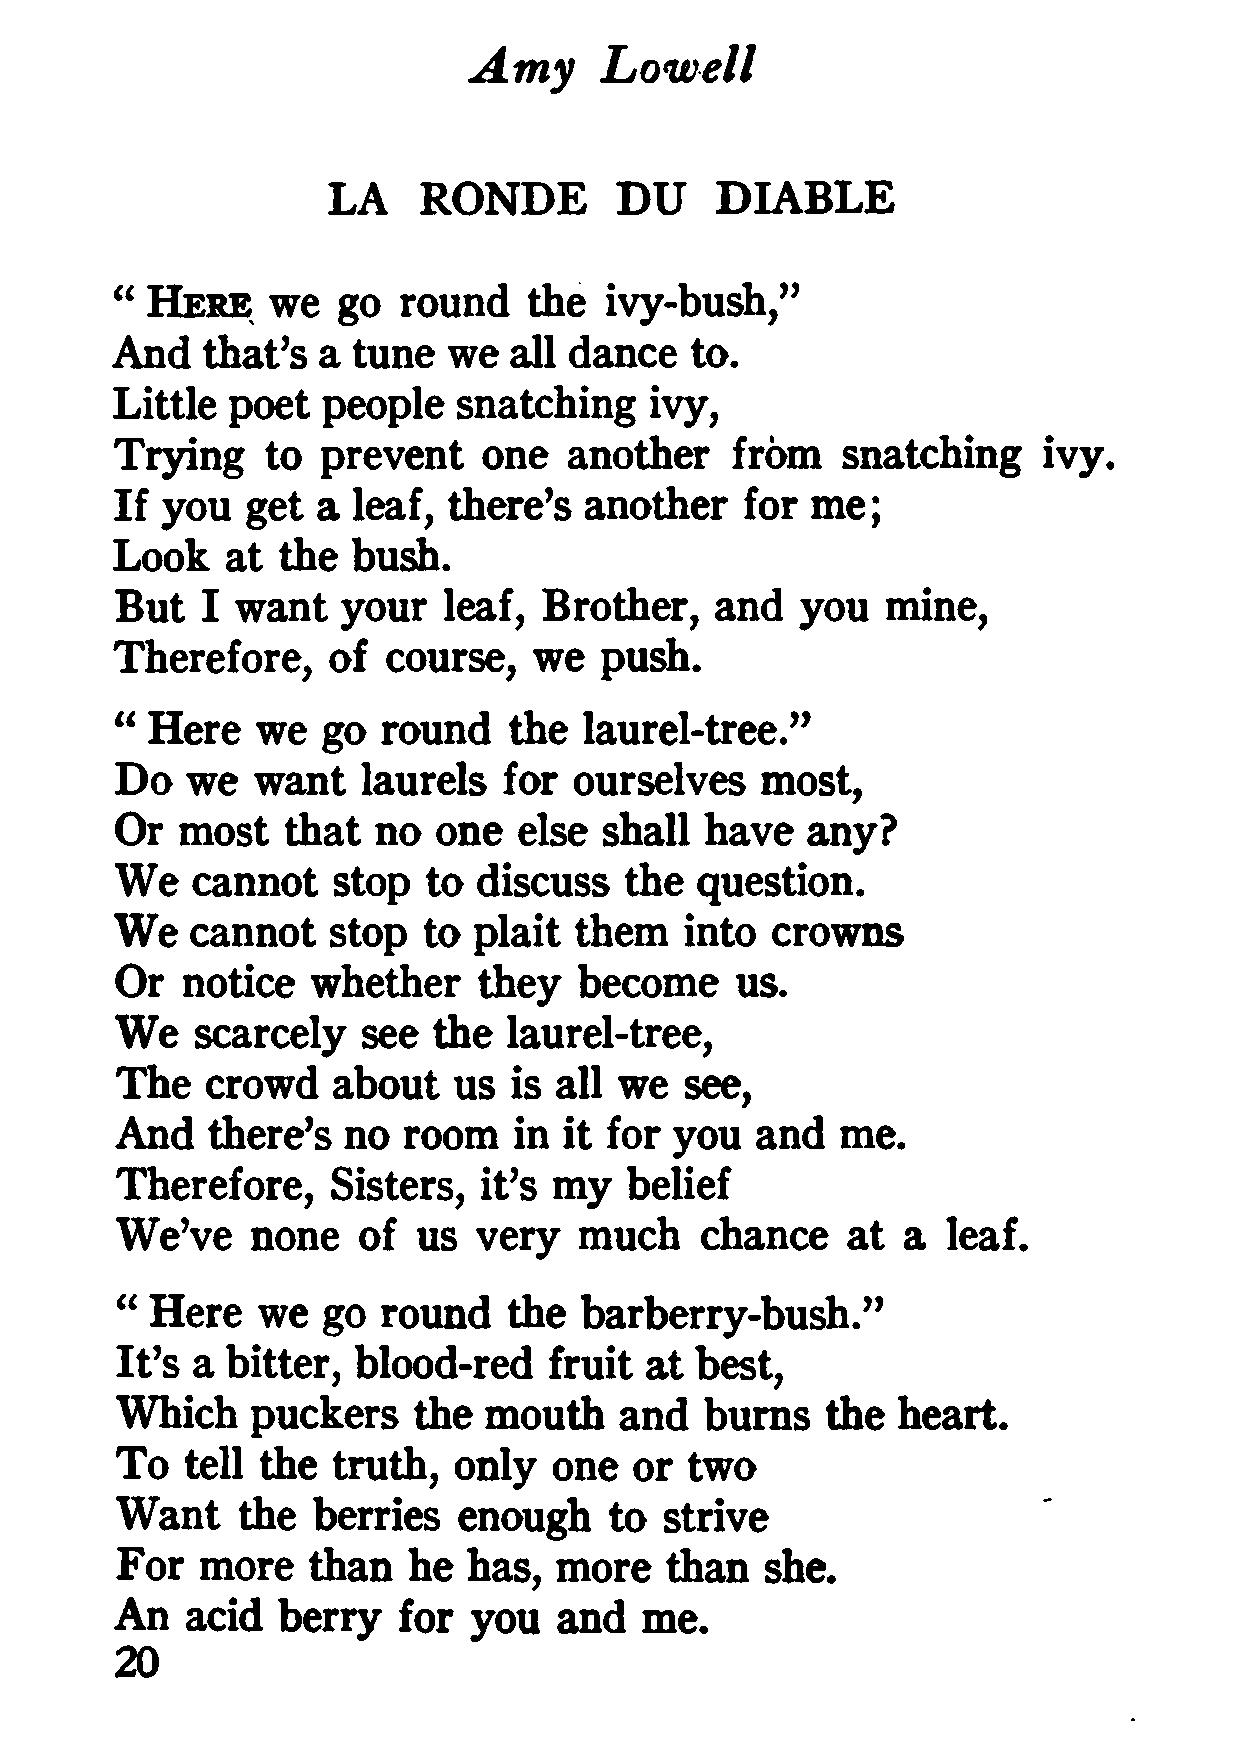 Amy Lowell
LA RONDE DU DIABLE
“ HERE we go round the ivy-bush,”
And that’s a tune we all dance to.
Little poet people snatching ivy,
Trying to prevent one another from snatching ivy.
If you get a leaf, there’s another for me;
Look at the bush.
But I want your leaf, Brother, and you mine,
Therefore, of course, we push.
“ Here we go round the laurel-tree.”
Do we want laurels for ourselves most,
Or most that no one else shall have any?
We cannot stop to discuss the question.
We cannot stop to plait them into crowns
Or notice whether they become us.
We scarcely see the laurel-tree,
The crowd about us is all we see,
And there’s no room in it for you and me.
Therefore, Sisters, it’s my belief
We’ve none of us very much chance at a leaf.
“ Here we go round the barberry-bush.”
It’s a bitter, blood-red fruit at best,
Which puckers the mouth and burns the heart.
To tell the truth, only one or two
Want the berries enough to strive
For more than he has, more than she.
An acid berry for you and me.
20